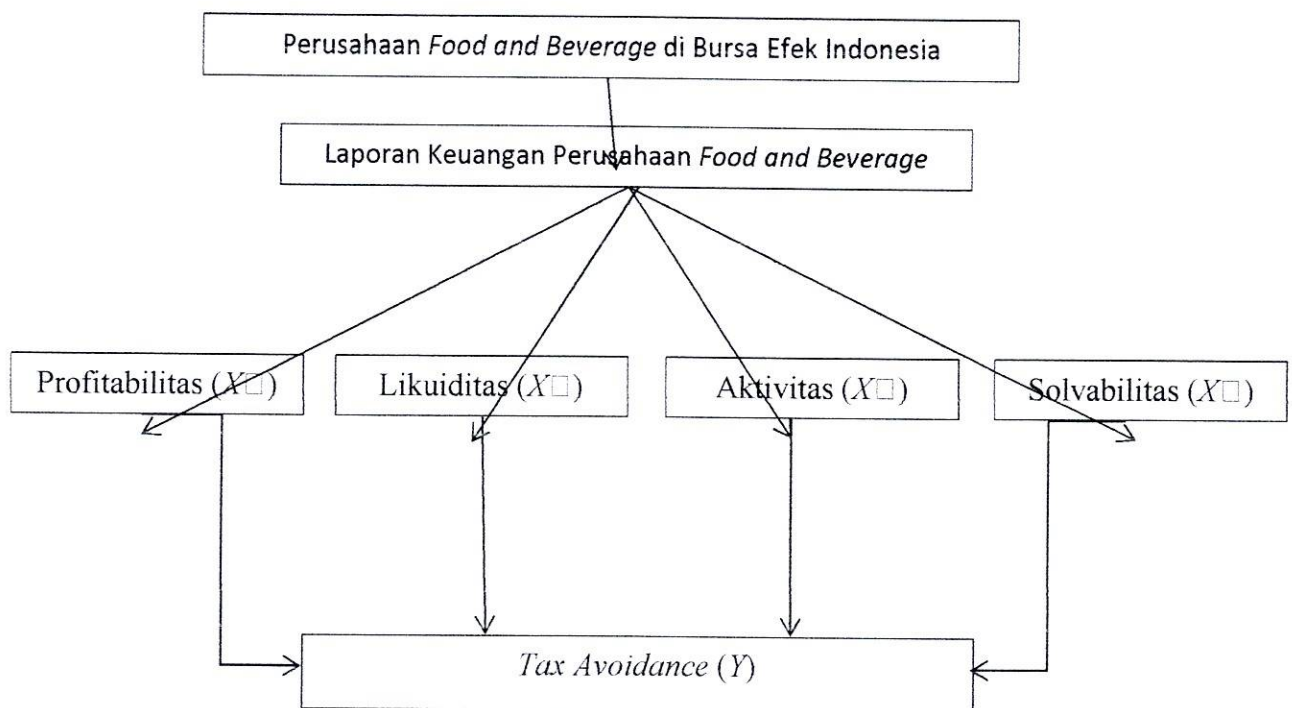 Perusahaan Food and Beverage di Bursa Efek Indonesia
Laporan Keuangan Perusahaan Food and Beverage
Profitabilitas (X□)
Likuiditas (X□)
Aktivitas (X□)
Solvabilitas (X□)
Tax Avoidance (Y)